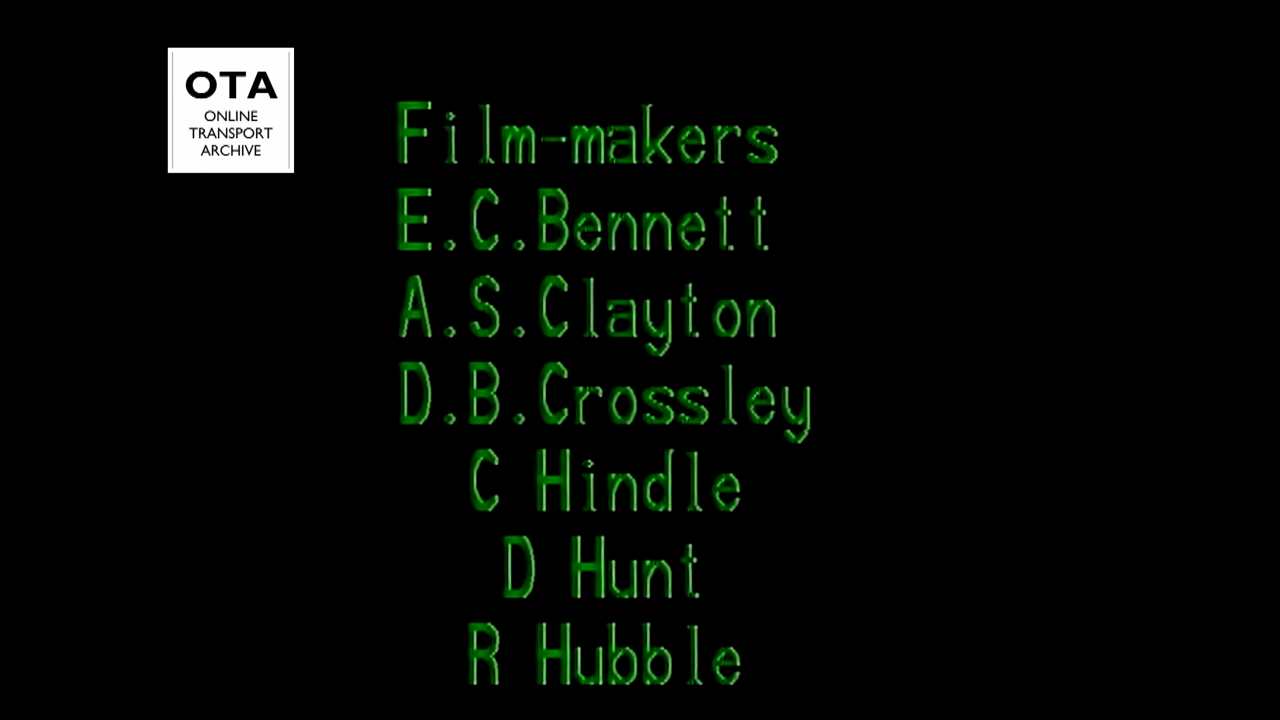 OTA
ONLINE
TRANSPORT
ARCHIVE
Film-makers
E.C.Bennett
A.S.Clayton
D.B.Crossley
C Hindle
D Hunt
R Hubble